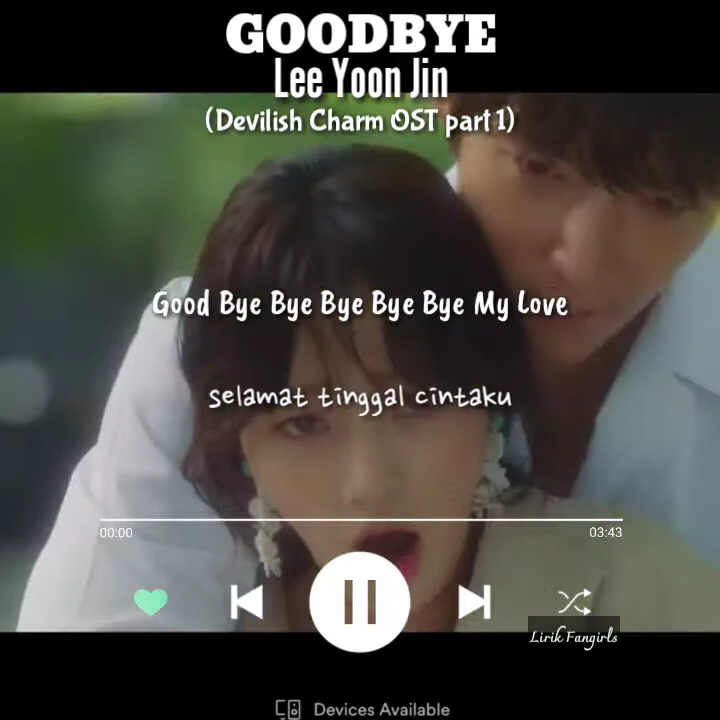 GOODBYE
Lee Yoon Jin
(Devilish Charm OST part 1)
Good Bye Bye Bye Bye Bye My Love
selamat tinggal cintaku
00:00
03:43
Lirik Fangirls
Devices Available